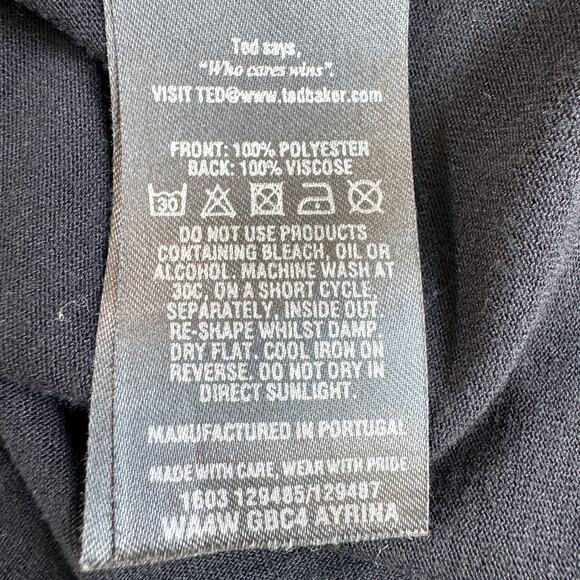 Ted says,
"Who cares wins".
VISIT TED@www.tedbaker.com
FRONT: 100% POLYESTER
BACK: 100% VISCOSE
30
DO NOT USE PRODUCTS
CONTAINING BLEACH, OIL OR
ALCOHOL. MACHINE WASH AT
30C, ON A SHORT CYCLE,
SEPARATELY, INSIDE OUT.
RE-SHAPE WHILST DAMP.
DRY FLAT. COOL IRON ON
REVERSE. DO NOT DRY IN
DIRECT SUNLIGHT.
MANUFACTURED IN PORTUGAL
MADE WITH CARE, WEAR WITH PRIDE
1603 129485/129487
WA4W GDC4 AYRINA